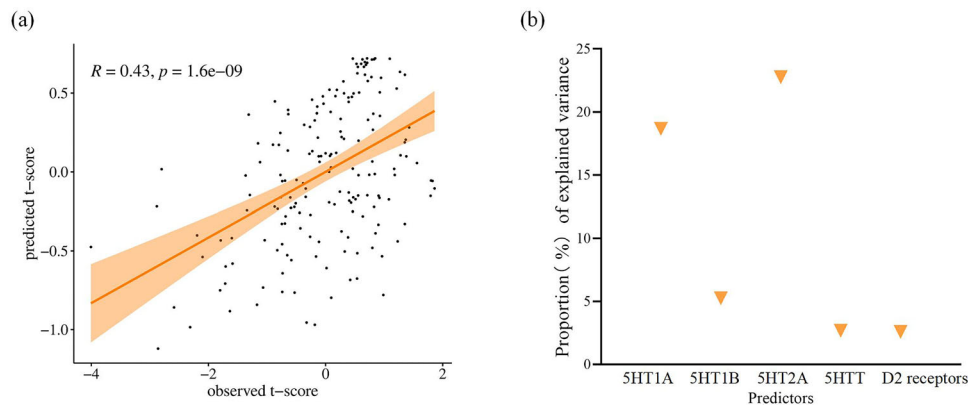 (a)
R = 0.43, p = 1.6e−09
predicted t−score
0.5
0.0
−0.5
−1.0
−4
−2
0
2
observed t−score
(b)
Proportion（%）of explained variance
25
20
15
10
5
0
5HT1A
5HT1B
5HT2A
5HTT
D2 receptors
Predictors